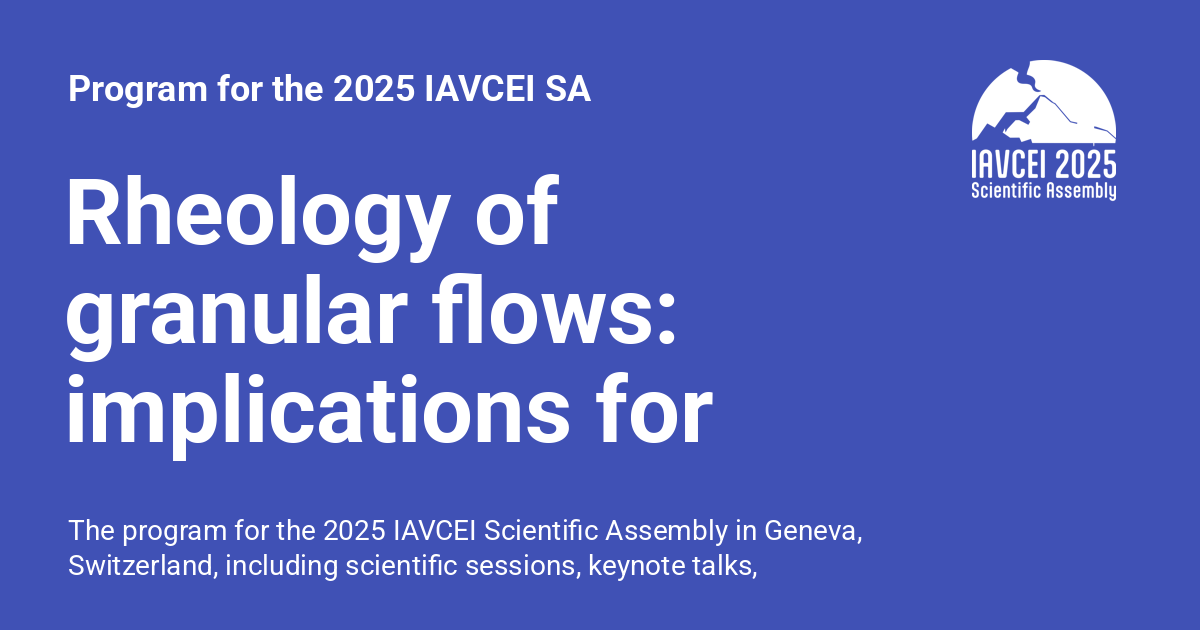 Program for the 2025 IAVCEI SA
IAVCEI 2025
Scientific Assembly
Rheology of
granular flows:
implications for
The program for the 2025 IAVCEI Scientific Assembly in Geneva,
Switzerland, including scientific sessions, keynote talks,